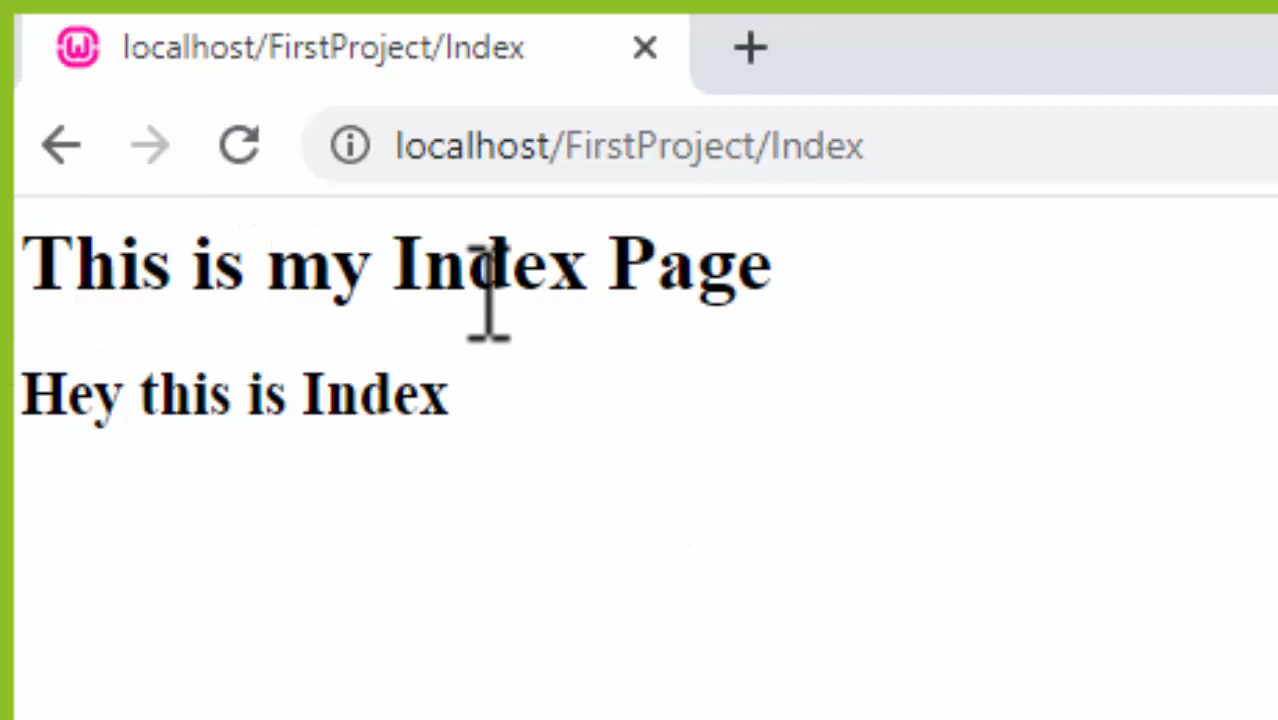 localhost/FirstProject/Index
localhost/FirstProject/Index
This is my Index Page
Hey this is Index